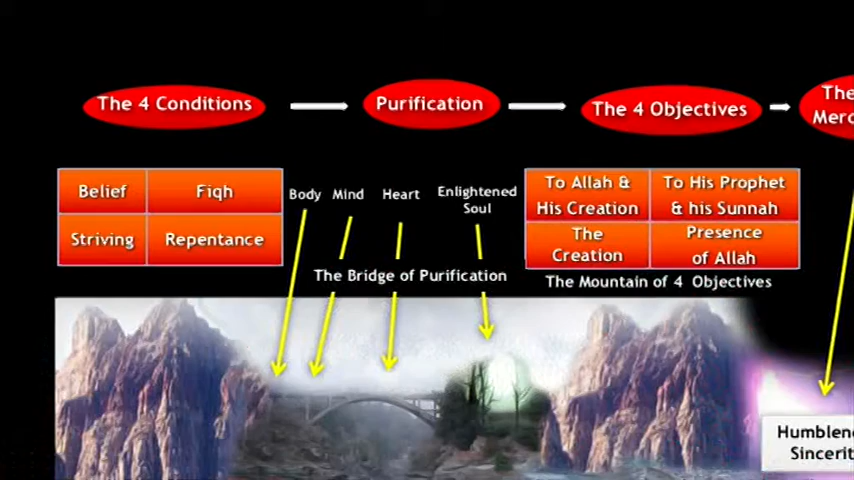 The 4 Conditions
Purification
The 4 Objectives
The
Belief
Fiqh
Striving
Repentance
Body
Mind
Heart
Enlightened
Soul
To Allah &
His Creation
To His Prophet
& his Sunnah
The
Creation
Presence
of Allah
The Bridge of Purification
The Mountain of 4 Objectives